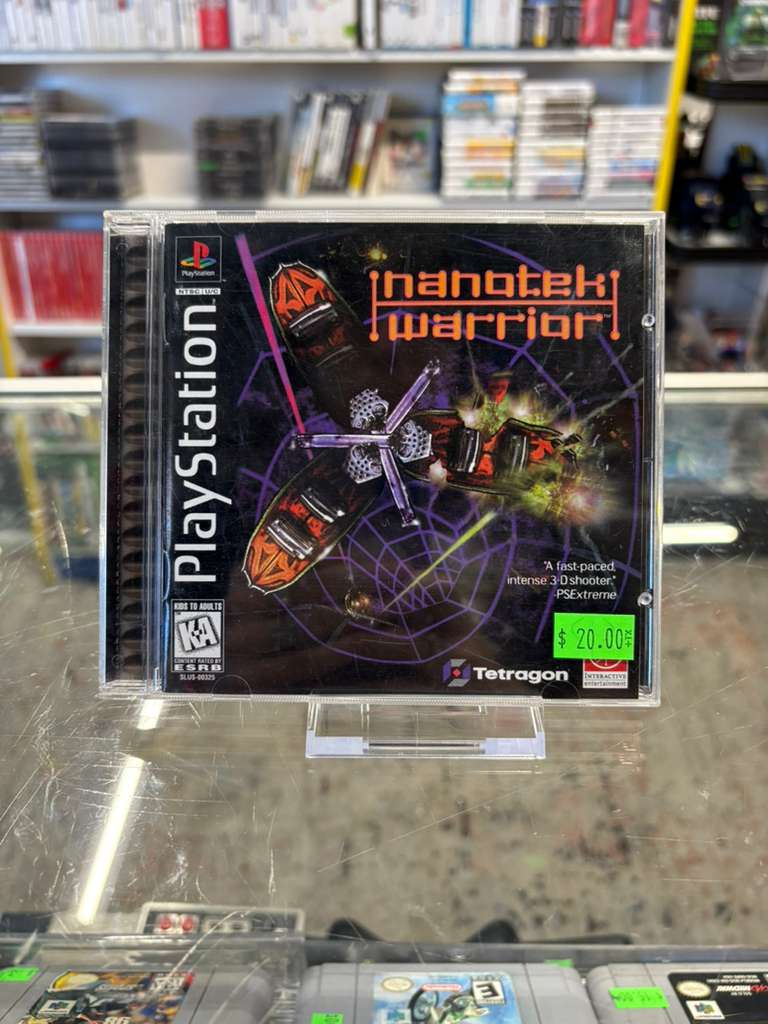 PlayStation
NTSC U/C
PlayStation
nanotek
warrior™
"A fast-paced,
intense 3-D shooter."
-PSExtreme
$ 20.00
KIDS TO ADULTS
KA
CONTENT RATED BY
ESRB
SLUS-00325
Tetragon
INTERACTIVE
entertainment
E